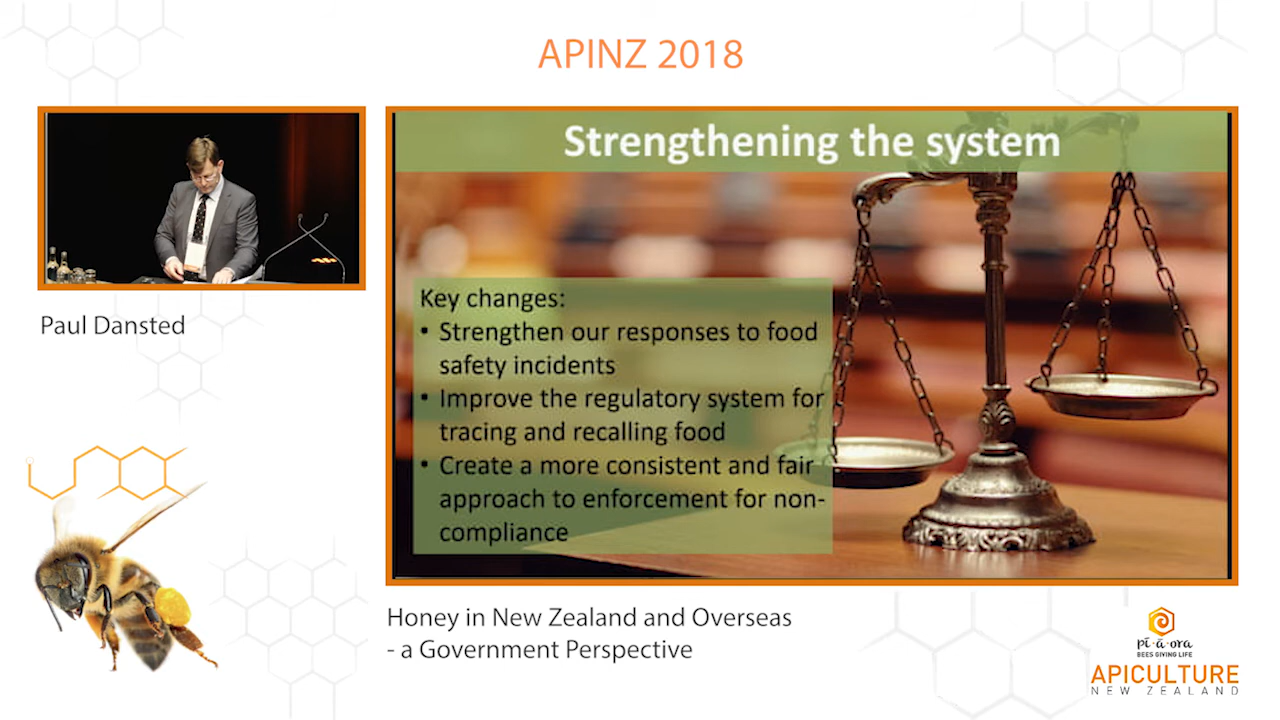 APINZ 2018
Strengthening the system
Key changes:
• Strengthen our responses to food
safety incidents
• Improve the regulatory system for
tracing and recalling food
• Create a more consistent and fair
approach to enforcement for non-
compliance
Paul Dansted
Honey in New Zealand and Overseas
- a Government Perspective
pī-ā-ora
BEES GIVING LIFE
APICULTURE
NEW ZEALAND